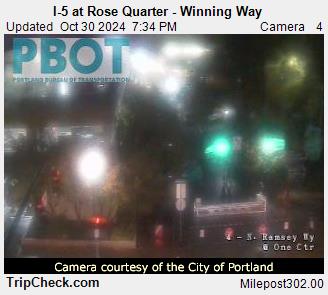 I-5 at Rose Quarter - Winning Way
Updated Oct 30 2024 7:34 PM Camera 4
PBOT
PORTLAND BUREAU OF TRANSPORTATION
4 - N. Ramsey Wy
@ One Ctr
Camera courtesy of the City of Portland
TripCheck.com Milepost302.00